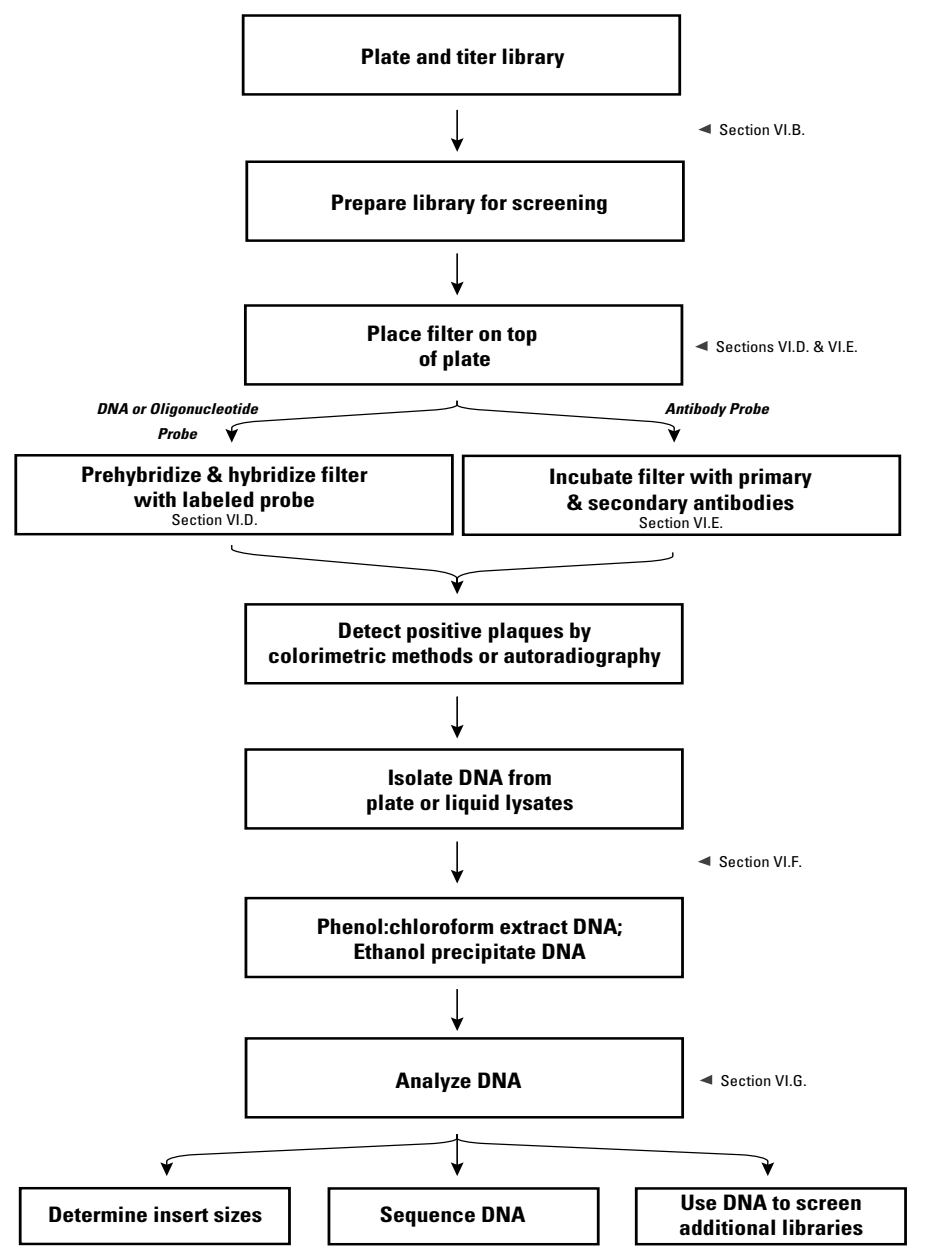 Plate and titer library
◄ Section VI.B.
Prepare library for screening
Place filter on top
of plate
◄ Sections VI.D. & VI.E.
DNA or Oligonucleotide
Probe
Antibody Probe
Prehybridize & hybridize filter
with labeled probe
Section VI.D.
Incubate filter with primary
& secondary antibodies
Section VI.E.
Detect positive plaques by
colorimetric methods or autoradiography
Isolate DNA from
plate or liquid lysates
◄ Section VI.F.
Phenol:chloroform extract DNA;
Ethanol precipitate DNA
Analyze DNA
◄ Section VI.G.
Determine insert sizes
Sequence DNA
Use DNA to screen
additional libraries